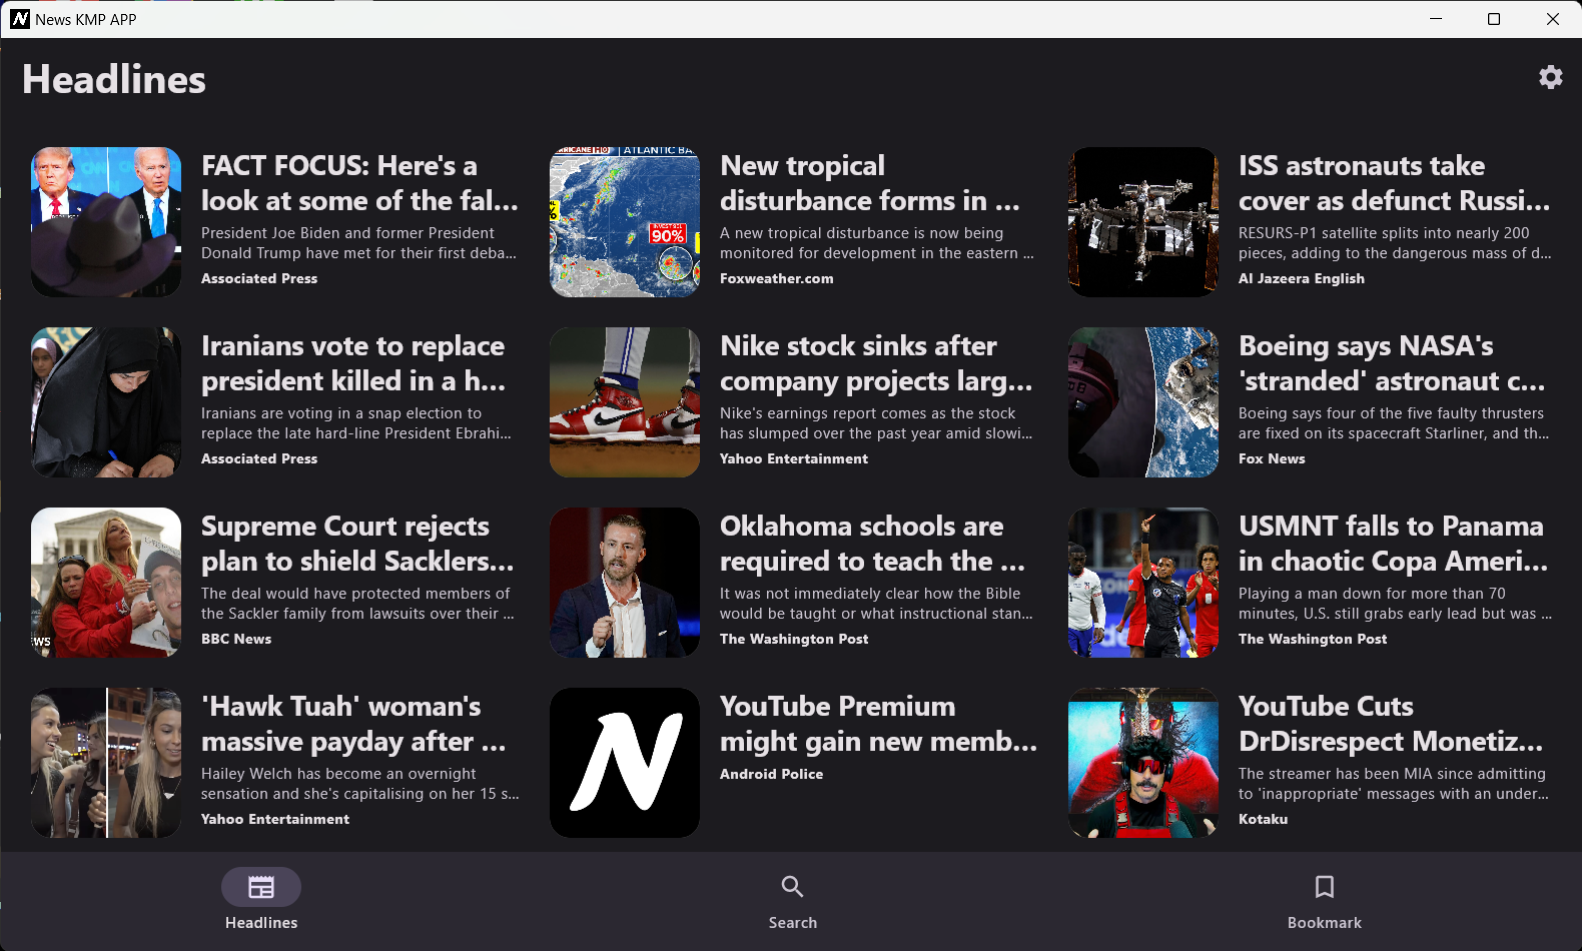 News KMP APP
Headlines
FACT FOCUS: Here's a
look at some of the fal...
President Joe Biden and former President
Donald Trump have met for their first deba...
Associated Press
HURRICANE HQ | ATLANTIC BA
INVEST 95L
90%
New tropical
disturbance forms in ...
A new tropical disturbance is now being
monitored for development in the eastern ...
Foxweather.com
ISS astronauts take
cover as defunct Russi...
RESURS-P1 satellite splits into nearly 200
pieces, adding to the dangerous mass of d...
Al Jazeera English
Iranians vote to replace
president killed in a h...
Iranians are voting in a snap election to
replace the late hard-line President Ebrahi...
Associated Press
Nike stock sinks after
company projects larg...
Nike's earnings report comes as the stock
has slumped over the past year amid slowi...
Yahoo Entertainment
Boeing says NASA's
'stranded' astronaut c...
Boeing says four of the five faulty thrusters
are fixed on its spacecraft Starliner, and th...
Fox News
Supreme Court rejects
plan to shield Sacklers...
The deal would have protected members of
the Sackler family from lawsuits over their ...
BBC News
Oklahoma schools are
required to teach the ...
It was not immediately clear how the Bible
would be taught or what instructional stan...
The Washington Post
USMNT falls to Panama
in chaotic Copa Ameri...
Playing a man down for more than 70
minutes, U.S. still grabs early lead but was ...
The Washington Post
'Hawk Tuah' woman's
massive payday after ...
Hailey Welch has become an overnight
sensation and she's capitalising on her 15 s...
Yahoo Entertainment
N
YouTube Premium
might gain new memb...
Android Police
YouTube Cuts
DrDisrespect Monetiz...
The streamer has been MIA since admitting
to 'inappropriate' messages with an under...
Kotaku
Headlines
Search
Bookmark